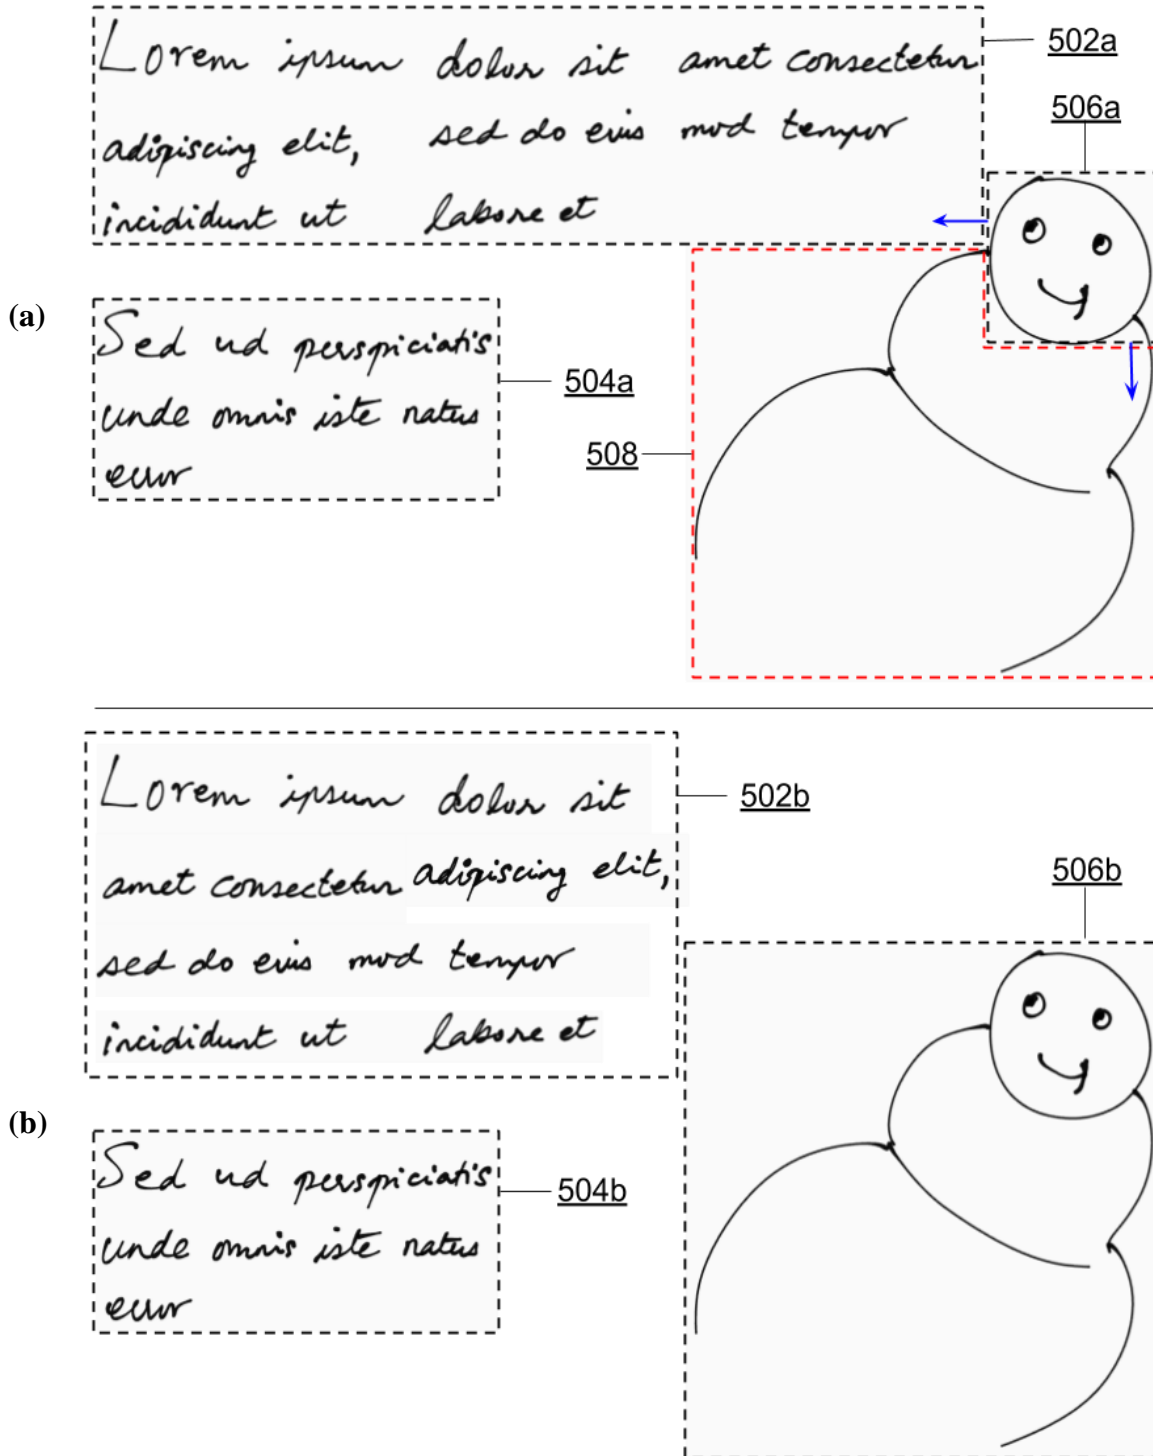 Lorem ipsum dolor sit amet consectetur
502a
506a
adipiscing elit, sed do eius mod tempor
incididunt ut labore et
(a)
Sed ud perspiciatis
504a
unde omnis iste natus
508
error
Lorem ipsum dolor sit
502b
amet consectetur adipiscing elit,
506b
sed do eius mod tempor
incididunt ut labore et
(b)
Sed ud perspiciatis
504b
unde omnis iste natus
error